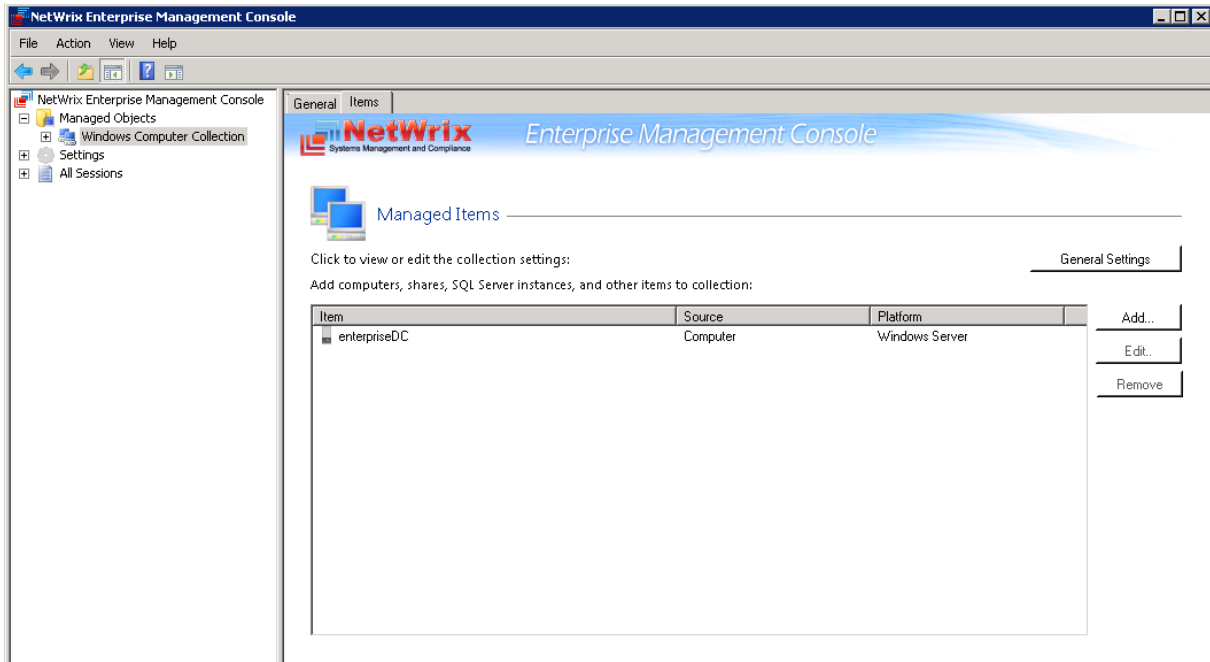 NetWrix Enterprise Management Console
File Action View Help
NetWrix Enterprise Management Console
Managed Objects
Windows Computer Collection
Settings
All Sessions
General Items
NetWrix
Systems Management and Compliance
Enterprise Management Console
Managed Items
Click to view or edit the collection settings:
General Settings
Add computers, shares, SQL Server instances, and other items to collection:
Item Source Platform
enterpriseDC Computer Windows Server
Add...
Edit..
Remove